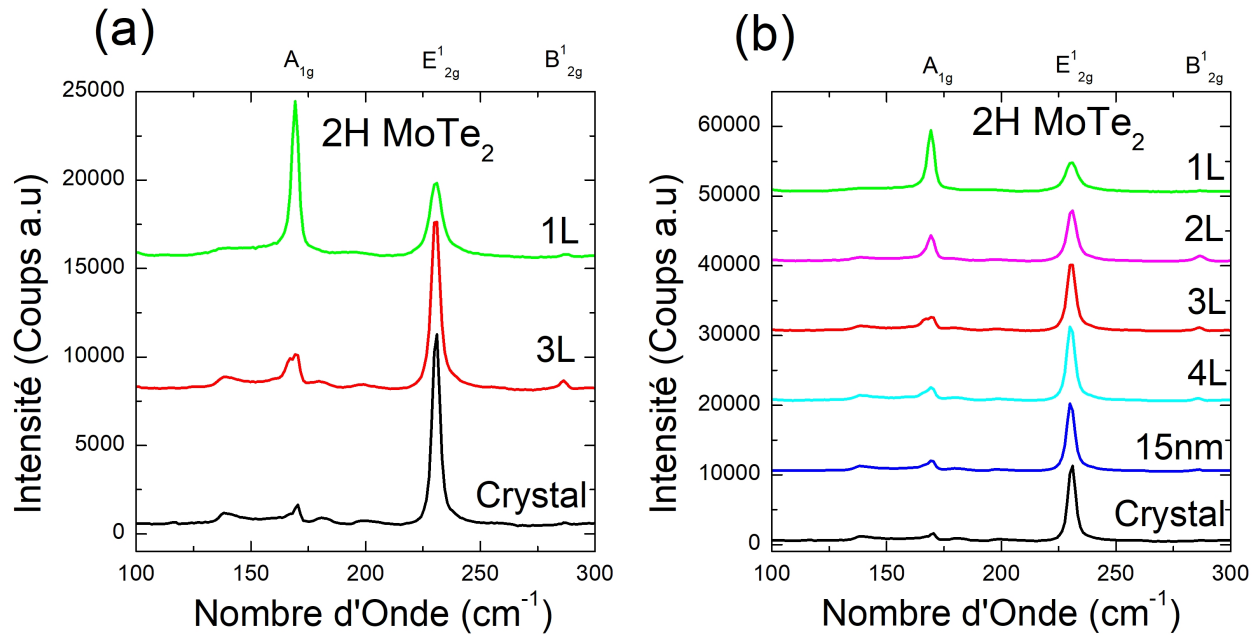 (a)
A1g E12g B12g
25000
20000
15000
10000
5000
0
2H MoTe2
1L
3L
Crystal
100 150 200 250 300
Nombre d'Onde (cm-1)
Intensité (Coups a.u)
(b)
A1g E12g B12g
60000
50000
40000
30000
20000
10000
0
2H MoTe2
1L
2L
3L
4L
15nm
Crystal
100 150 200 250 300
Nombre d'Onde (cm-1)
Intensité (Coups a.u)